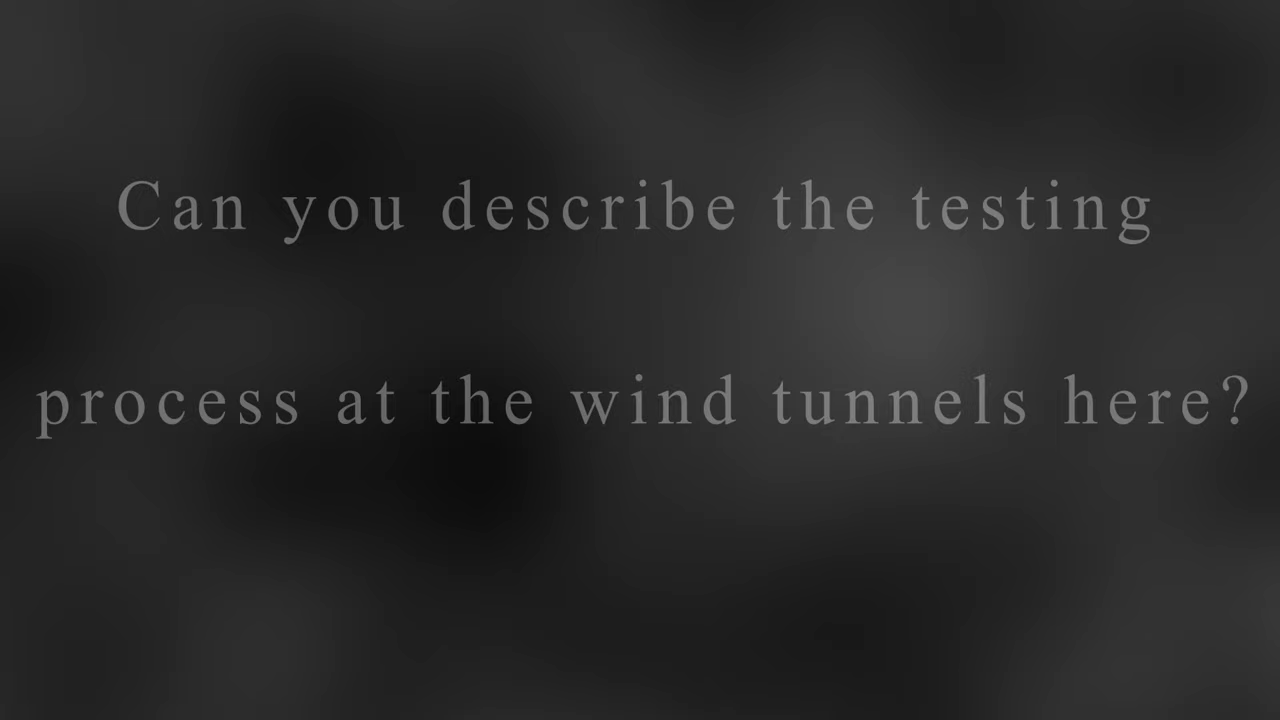 Can you describe the testing
process at the wind tunnels here?